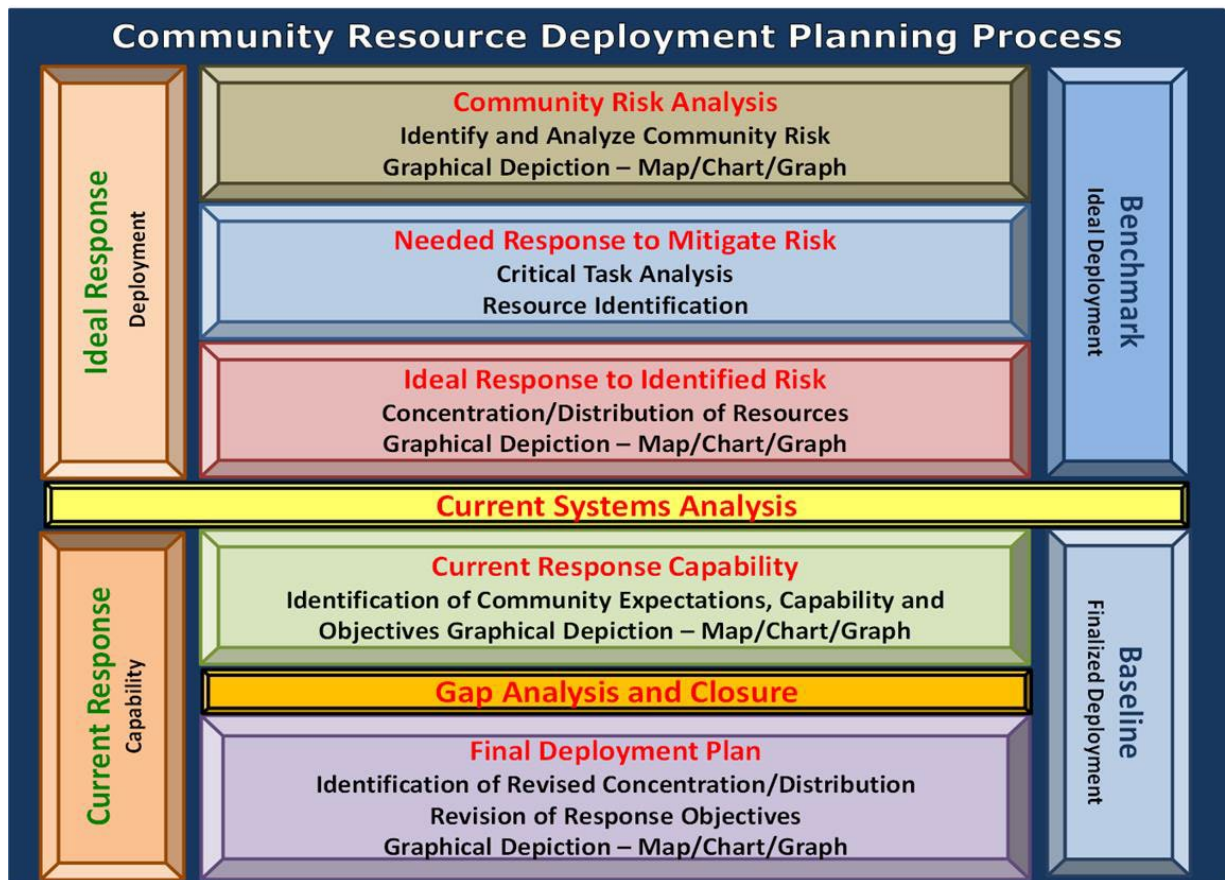 Community Resource Deployment Planning Process
Ideal Response
Deployment
Community Risk Analysis
Identify and Analyze Community Risk
Graphical Depiction – Map/Chart/Graph
Needed Response to Mitigate Risk
Critical Task Analysis
Resource Identification
Ideal Response to Identified Risk
Concentration/Distribution of Resources
Graphical Depiction – Map/Chart/Graph
Benchmark
Ideal Deployment
Current Systems Analysis
Current Response
Capability
Current Response Capability
Identification of Community Expectations, Capability and
Objectives Graphical Depiction – Map/Chart/Graph
Gap Analysis and Closure
Final Deployment Plan
Identification of Revised Concentration/Distribution
Revision of Response Objectives
Graphical Depiction – Map/Chart/Graph
Baseline
Finalized Deployment